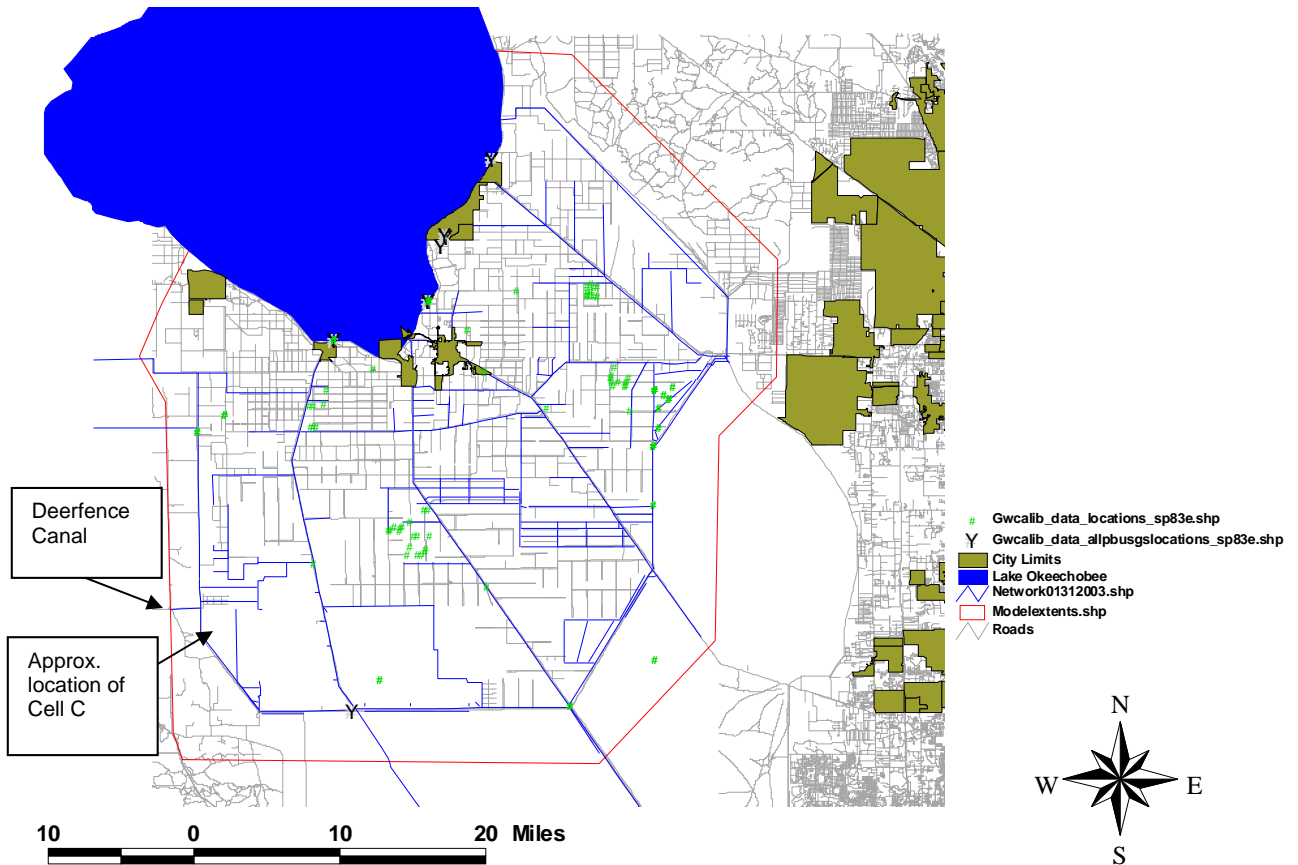 Deerfence
Canal
Approx.
location of
Cell C
# Gwcalib_data_locations_sp83e.shp
Y Gwcalib_data_allpbusgslocations_sp83e.shp
City Limits
Lake Okeechobee
Network01312003.shp
Modelextents.shp
Roads
N
W E
S
10 0 10 20 Miles